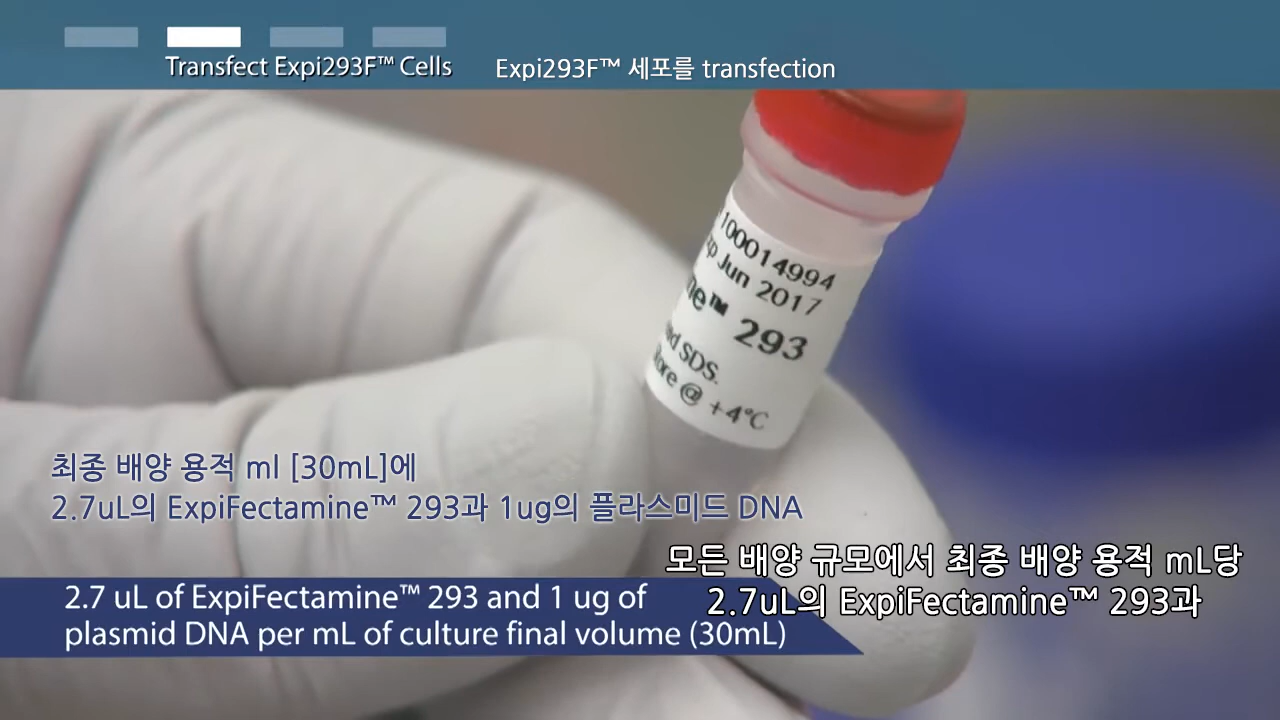 Transfect Expi293F™ Cells
Expi293F™ 세포를 transfection
100014994
Jun 2017
™ 293
SDS.
@ +4°C
최종 배양 용적 ml [30mL]에
2.7uL의 ExpiFectamine™ 293과 1ug의 플라스미드 DNA
모든 배양 규모에서 최종 배양 용적 mL당
2.7uL의 ExpiFectamine™ 293과
2.7 uL of ExpiFectamine™ 293 and 1 ug of
plasmid DNA per mL of culture final volume (30mL)